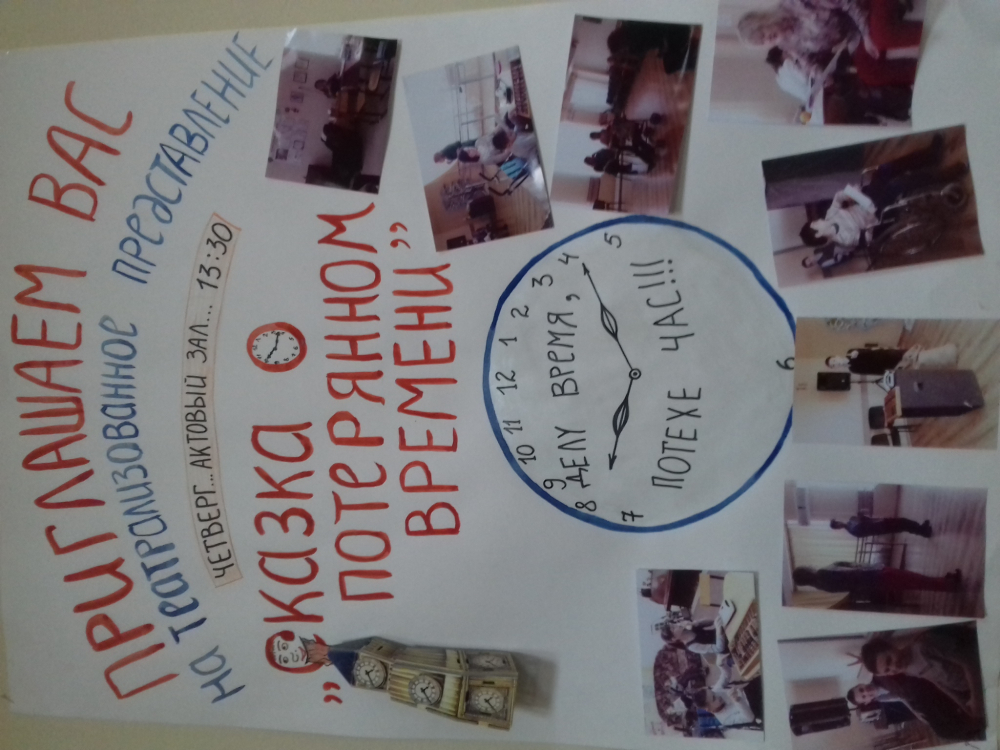 ПРИГЛАШАЕМ ВАС
на театрализованное представление
ЧЕТВЕРГ... АКТОВЫЙ ЗАЛ.... 13:30
„СКАЗКА О
ПОТЕРЯННОМ
ВРЕМЕНИ”
12
11 1
10 2
9 3
8 4
7 5
6
ДЕЛУ ВРЕМЯ,
ПОТЕХЕ ЧАС!!!